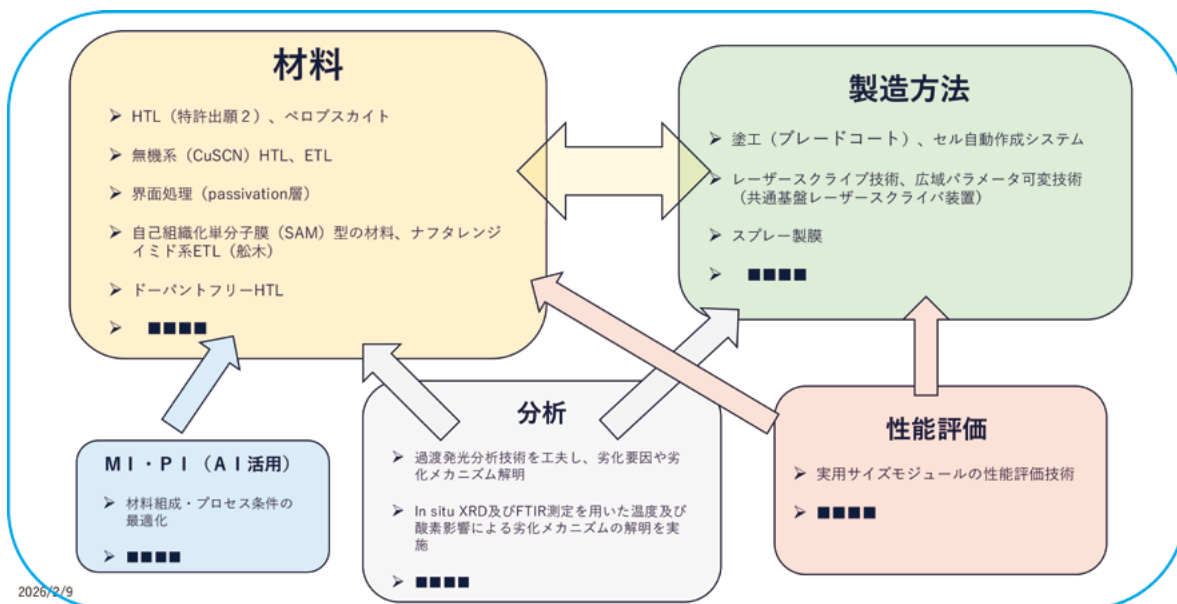 材料
➢ HTL（特許出願２）、ペロブスカイト
➢ 無機系（CuSCN）HTL、ETL
➢ 界面処理（passivation層）
➢ 自己組織化単分子膜（SAM）型の材料、ナフタレンジ
イミド系ETL（舩木）
➢ ドーパントフリーHTL
➢ ■■■■
製造方法
➢ 塗工（ブレードコート）、セル自動作成システム
➢ レーザースクライブ技術、広域パラメータ可変技術
（共通基盤レーザースクライバ装置）
➢ スプレー製膜
➢ ■■■■
ＭＩ・ＰＩ（ＡＩ活用）
➢ 材料組成・プロセス条件の
最適化
➢ ■■■■
分析
➢ 過渡発光分析技術を工夫し、劣化要因や劣
化メカニズム解明
➢ In situ XRD及びFTIR測定を用いた温度及び
酸素影響による劣化メカニズムの解明を実
施
➢ ■■■■
性能評価
➢ 実用サイズモジュールの性能評価技術
➢ ■■■■
2026/2/9